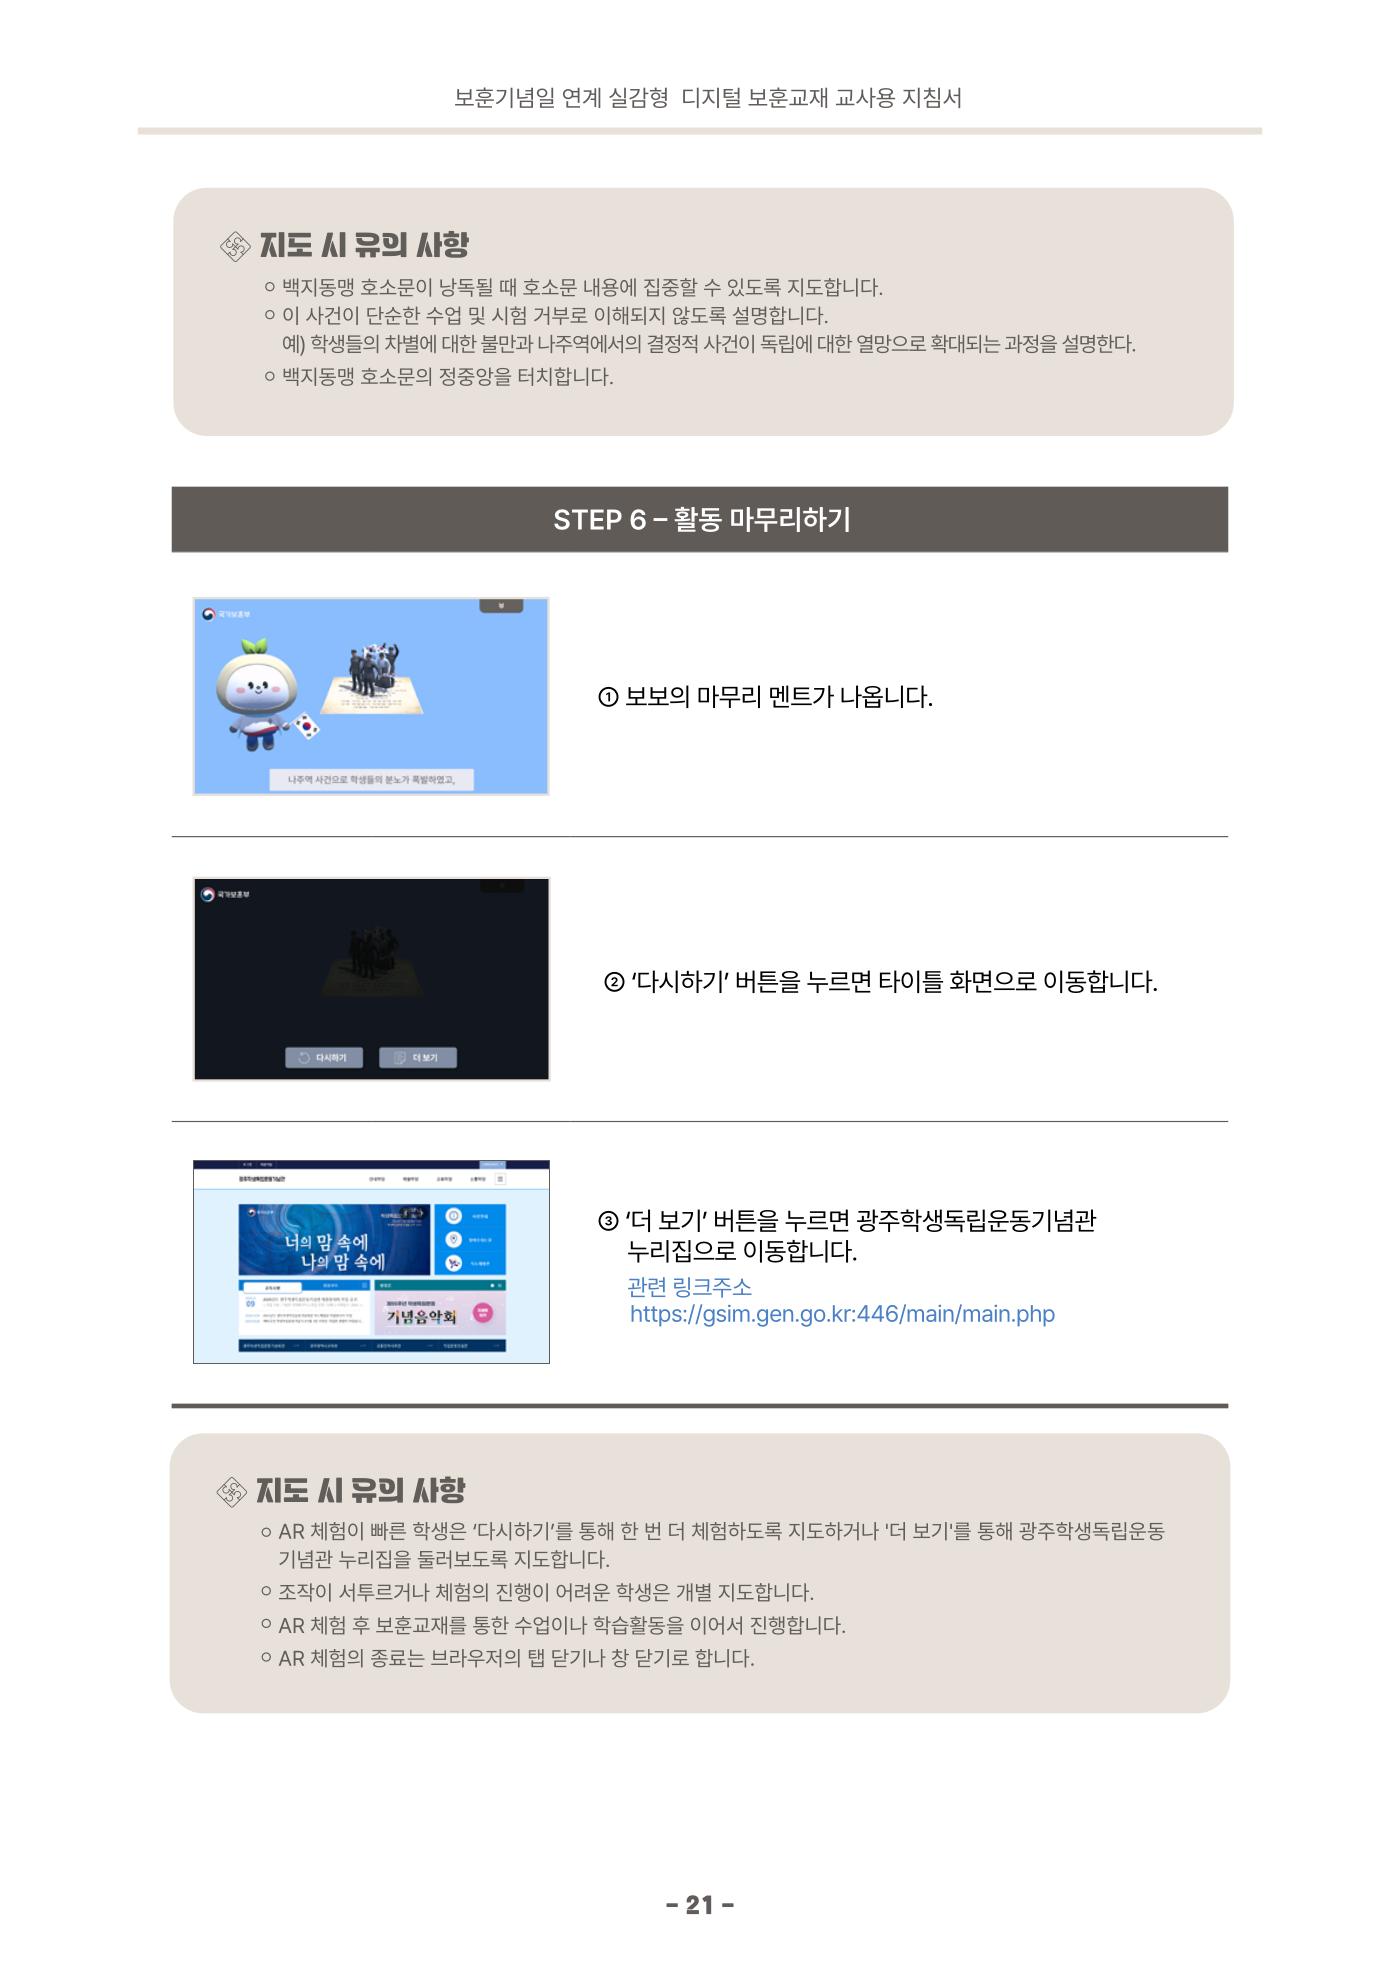 보훈기념일 연계 실감형 디지털 보훈교재 교사용 지침서
지도 시 유의 사항
○ 백지동맹 호소문이 낭독될 때 호소문 내용에 집중할 수 있도록 지도합니다.
○ 이 사건이 단순한 수업 및 시험 거부로 이해되지 않도록 설명합니다.
예) 학생들의 차별에 대한 불만과 나주역에서의 결정적 사건이 독립에 대한 열망으로 확대되는 과정을 설명한다.
○ 백지동맹 호소문의 정중앙을 터치합니다.
STEP 6 – 활동 마무리하기
국가보훈부
나주역 사건으로 학생들의 분노가 폭발하였고,
① 보보의 마무리 멘트가 나옵니다.
국가보훈부
다시하기
더 보기
② ‘다시하기’ 버튼을 누르면 타이틀 화면으로 이동합니다.
너의 맘 속에
나의 맘 속에
09
기념음악회
③ ‘더 보기’ 버튼을 누르면 광주학생독립운동기념관
누리집으로 이동합니다.
관련 링크주소
https://gsim.gen.go.kr:446/main/main.php
지도 시 유의 사항
○ AR 체험이 빠른 학생은 ‘다시하기’를 통해 한 번 더 체험하도록 지도하거나 '더 보기'를 통해 광주학생독립운동
기념관 누리집을 둘러보도록 지도합니다.
○ 조작이 서투르거나 체험의 진행이 어려운 학생은 개별 지도합니다.
○ AR 체험 후 보훈교재를 통한 수업이나 학습활동을 이어서 진행합니다.
○ AR 체험의 종료는 브라우저의 탭 닫기나 창 닫기로 합니다.
- 21 -